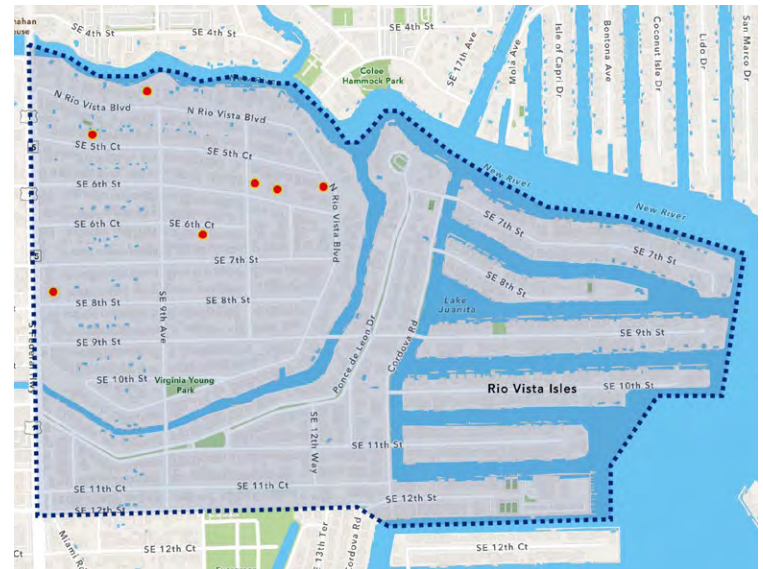 SE 4th St
SE 4th St
SE 4th St
Coloe
Hammock Park
SE 17th Ave
Mola Ave
Isle of Capri Dr
Bontona Ave
Coconut Isle Dr
Lido Dr
San Marco Dr
N Rio Vista Blvd
N Rio Vista Blvd
SE 5th Ct
SE 5th Ct
SE 6th St
N Rio Vista Blvd
New River
New River
SE 6th Ct
SE 6th Ct
SE 7th St
SE 7th St
SE 7th St
SE 8th St
SE 8th St
SE 8th St
Lake
Juanita
SE 9th Ave
SE 9th St
SE 9th St
Ponce de Leon Dr
Cordova Rd
SE 10th St
Virginia Young
Park
Rio Vista Isles
SE 10th St
SE 12th Way
SE 11th St
SE 11th Ct
SE 11th Ct
SE 12th St
SE 12th St
SE 12th Ct
SE 13th Ter
Cordova Rd
SE 12th Ct